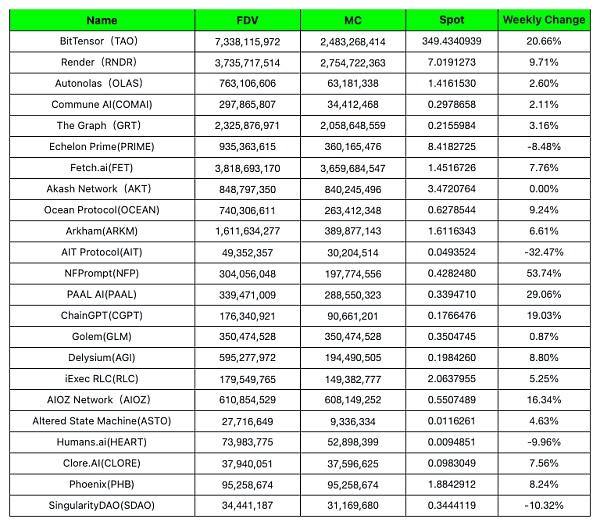 Name FDV MC Spot Weekly Change
BitTensor（TAO） 7,338,115,972 2,483,268,414 349.4340939 20.66%
Render（RNDR） 3,735,717,514 2,754,722,363 7.0191273 9.71%
Autonolas（OLAS） 763,106,606 63,181,338 1.4161530 2.60%
Commune AI(COMAI) 297,865,807 34,412,468 0.2978658 2.11%
The Graph（GRT） 2,325,876,971 2,058,648,559 0.2155984 3.16%
Echelon Prime(PRIME) 935,363,615 360,165,476 8.4182725 -8.48%
Fetch.ai(FET) 3,818,693,170 3,659,684,547 1.4516726 7.76%
Akash Network（AKT） 848,797,350 840,245,496 3.4720764 0.00%
Ocean Protocol(OCEAN) 740,306,611 263,412,348 0.6278544 9.24%
Arkham(ARKM) 1,611,634,277 389,877,143 1.6116343 6.61%
AIT Protocol(AIT) 49,352,357 30,204,514 0.0493524 -32.47%
NFPrompt(NFP) 304,056,048 197,774,556 0.4282480 53.74%
PAAL AI(PAAL) 339,471,009 288,550,323 0.3394710 29.06%
ChainGPT(CGPT) 176,340,921 90,661,201 0.1766476 19.03%
Golem(GLM) 350,474,528 350,474,528 0.3504745 0.87%
Delysium(AGI) 595,277,972 194,490,505 0.1984260 8.80%
iExec RLC(RLC) 179,549,765 149,382,777 2.0637955 5.25%
AIOZ Network（AIOZ） 610,854,529 608,149,252 0.5507489 16.34%
Altered State Machine(ASTO) 27,716,649 9,336,334 0.0116261 4.63%
Humans.ai(HEART) 73,983,775 52,898,399 0.0094851 -9.96%
Clore.AI(CLORE) 37,940,051 37,596,625 0.0983049 7.56%
Phoenix(PHB) 95,258,674 95,258,674 1.8842912 8.24%
SingularityDAO(SDAO) 34,441,187 31,169,680 0.3444119 -10.32%